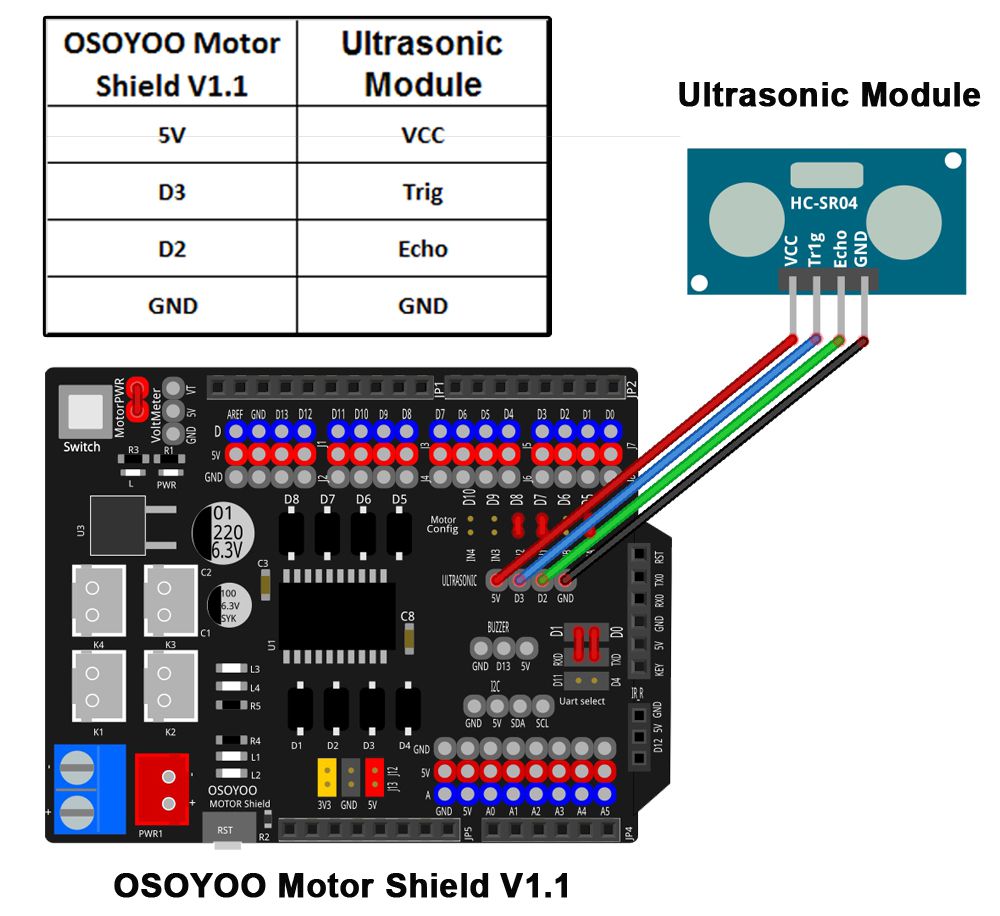 OSOYOO Motor Shield V1.1
Ultrasonic Module
5V
VCC
D3
Trig
D2
Echo
GND
GND
Ultrasonic Module
HC-SR04
VCC
Tr1g
Echo
GND
MotorPWR
VoltMeter
VT
5V
GND
Switch
JP1
JP2
AREF GND D13 D12 D11 D10 D9 D8 D7 D6 D5 D4 D3 D2 D1 D0
D
5V
GND
J1
J2
J3
J4
J5
J6
J7
R3
R1
L
PWR
D8 D7 D6 D5
D10 D9 D8 D7 D6
Motor
Config
IN4 IN3
U3
01
220
6.3V
C2
100
6.3V
SYK
C1
C3
C8
U1
ULTRASONIC
5V D3 D2 GND
RST
TX0
RX0
GND
5V
KEY
BUZZER
GND D13 5V
D1
D0
RXD
TXD
D11
D4
Uart select
I2C
GND 5V SDA SCL
IR_R
GND
5V
D12
K4
K3
K1
K2
L3
L4
R5
R4
L1
L2
D1 D2 D3 D4
GND
5V
A
GND 5V A0 A1 A2 A3 A4 A5
J12
J13
3V3 GND 5V
OSOYOO
MOTOR Shield
-
+
-
+
PWR1
RST
R2
JP5
JP4
OSOYOO Motor Shield V1.1